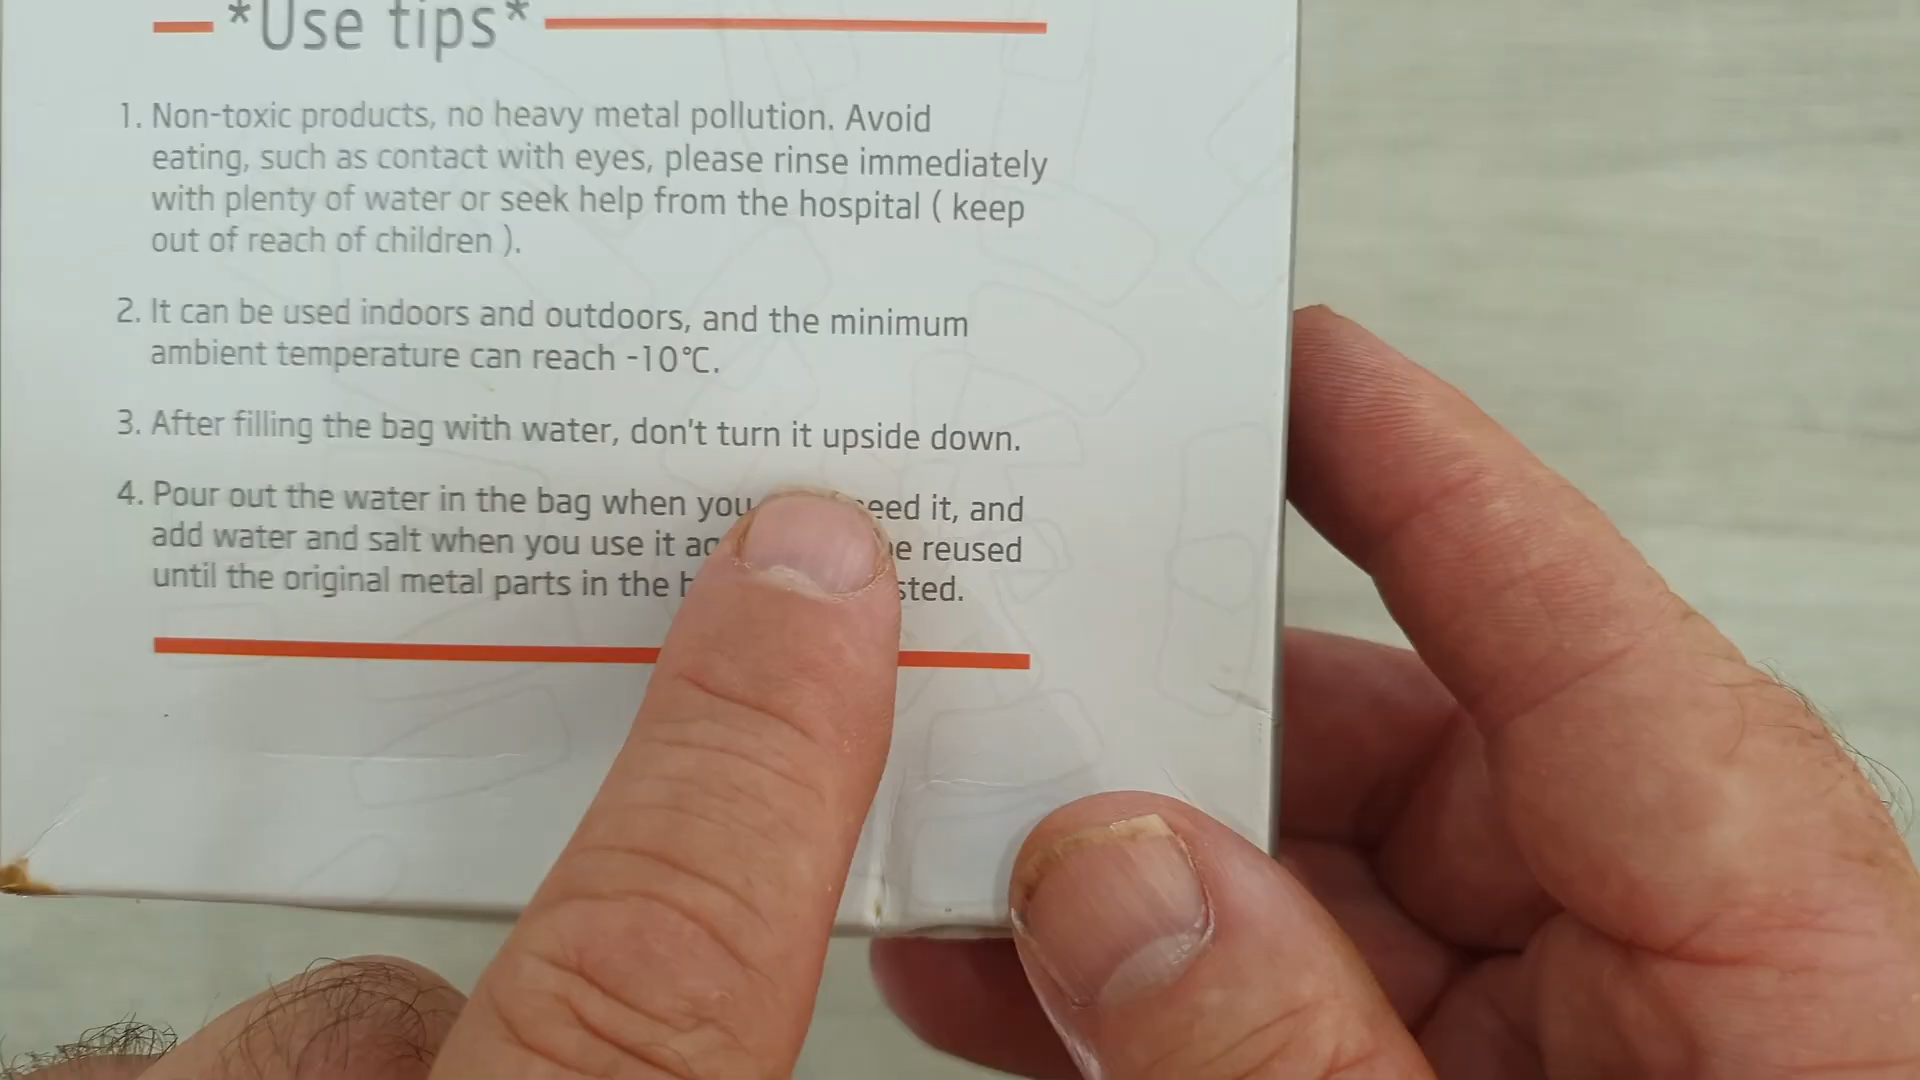 *Use tips*
1. Non-toxic products, no heavy metal pollution. Avoid
eating, such as contact with eyes, please rinse immediately
with plenty of water or seek help from the hospital ( keep
out of reach of children ).
2. It can be used indoors and outdoors, and the minimum
ambient temperature can reach -10℃.
3. After filling the bag with water, don't turn it upside down.
4. Pour out the water in the bag when you it, and
add water and salt when you use it reused
until the original metal parts in the